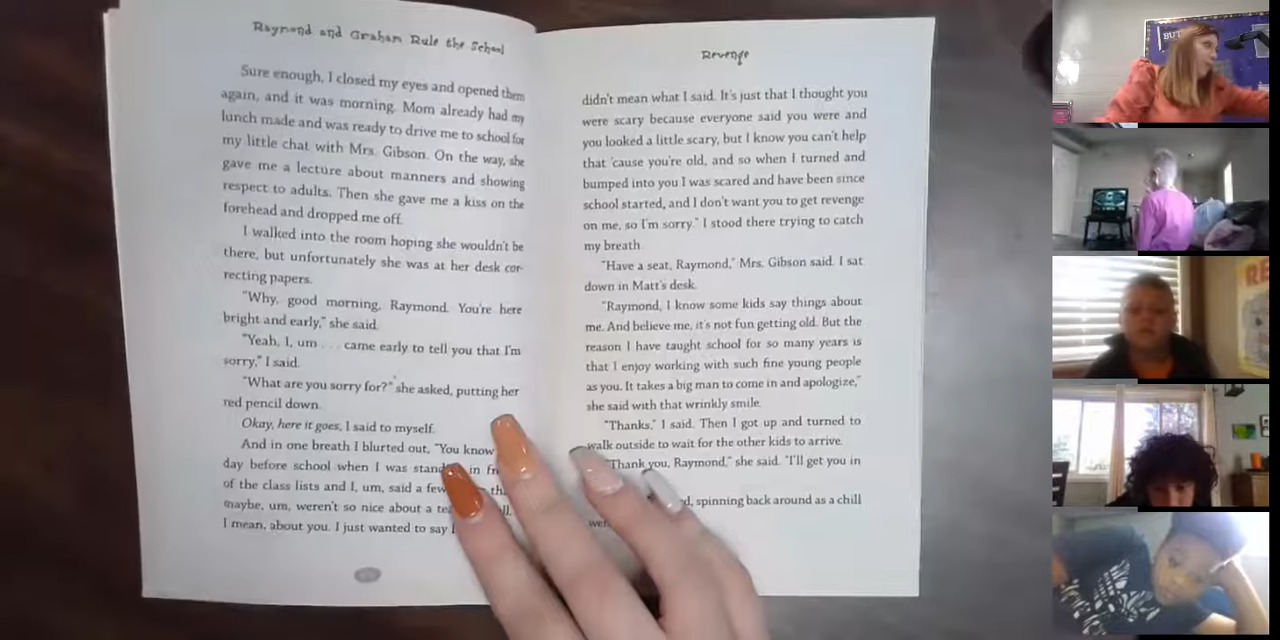 Raymond and Graham Rule the School
Sure enough, I closed my eyes and opened them
again, and it was morning. Mom already had my
lunch made and was ready to drive me to school for
my little chat with Mrs. Gibson. On the way, she
gave me a lecture about manners and showing
respect to adults. Then she gave me a kiss on the
forehead and dropped me off.
I walked into the room hoping she wouldn't be
there, but unfortunately she was at her desk cor-
recting papers.
"Why, good morning, Raymond. You're here
bright and early," she said.
"Yeah, I, um . . . came early to tell you that I'm
sorry," I said.
"What are you sorry for?" she asked, putting her
red pencil down.
Okay, here it goes, I said to myself.
And in one breath I blurted out, "You know
day before school when I was in
of the class lists and I, um, said a few
maybe, um, weren't so nice about a
I mean, about you. I just wanted to say
Revenge
didn't mean what I said. It's just that I thought you
were scary because everyone said you were and
you looked a little scary, but I know you can't help
that 'cause you're old, and so when I turned and
bumped into you I was scared and have been since
school started, and I don't want you to get revenge
on me, so I'm sorry." I stood there trying to catch
my breath.
"Have a seat, Raymond," Mrs. Gibson said. I sat
down in Matt's desk.
"Raymond, I know some kids say things about
me. And believe me, it's not fun getting old. But the
reason I have taught school for so many years is
that I enjoy working with such fine young people
as you. It takes a big man to come in and apologize,"
she said with that wrinkly smile.
"Thanks," I said. Then I got up and turned to
walk outside to wait for the other kids to arrive.
"Thank you, Raymond," she said. "I'll get you in
spinning back around as a chill
BUT
RE